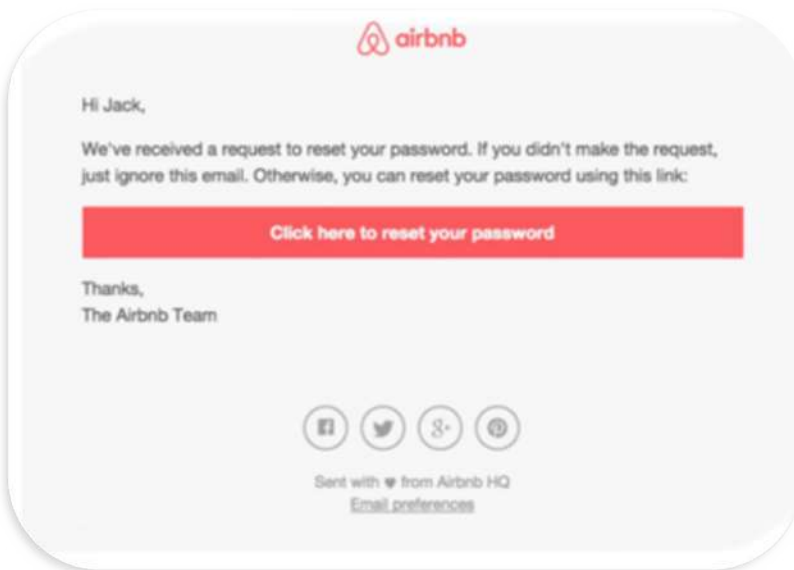 airbnb
Hi Jack,
We've received a request to reset your password. If you didn't make the request,
just ignore this email. Otherwise, you can reset your password using this link:
Click here to reset your password
Thanks,
The Airbnb Team
Sent with ♥ from Airbnb HQ
Email preferences